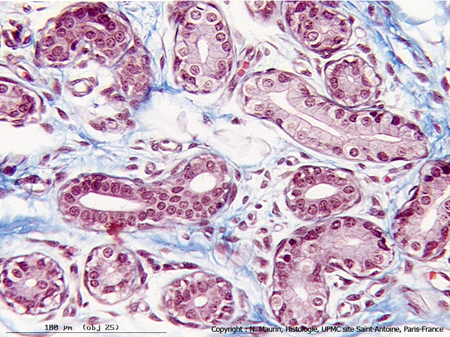 100 µm (obj 25)
Copyright : N. Maurin, Histologie, UPMC site Saint-Antoine, Paris-France